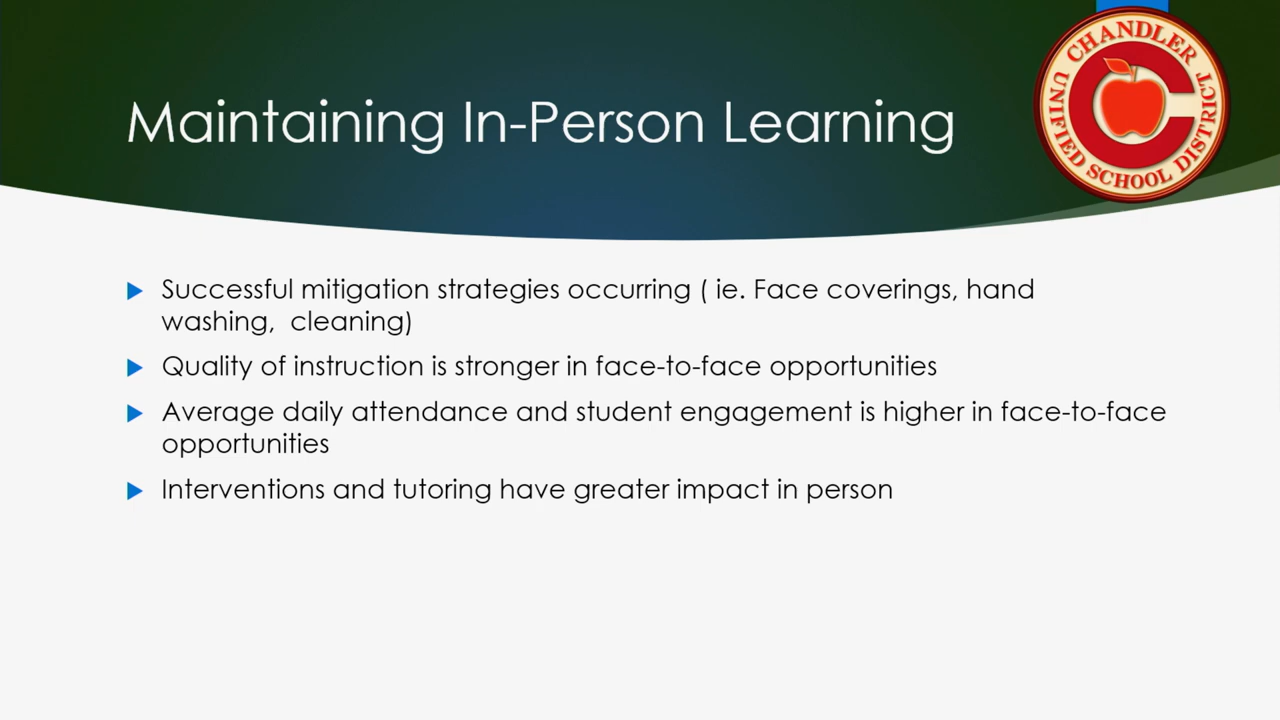 Maintaining In-Person Learning
CHANDLER
UNIFIED SCHOOL DISTRICT
C
Successful mitigation strategies occurring ( ie. Face coverings, hand
washing,  cleaning)
Quality of instruction is stronger in face-to-face opportunities
Average daily attendance and student engagement is higher in face-to-face
opportunities
Interventions and tutoring have greater impact in person